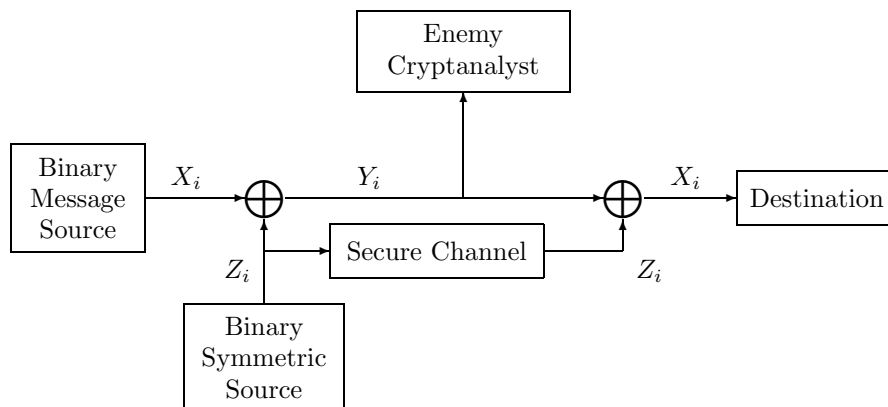 Enemy
Cryptanalyst
Binary
Message
Source
X_i
Y_i
X_i
Destination
Secure Channel
Z_i
Z_i
Binary
Symmetric
Source